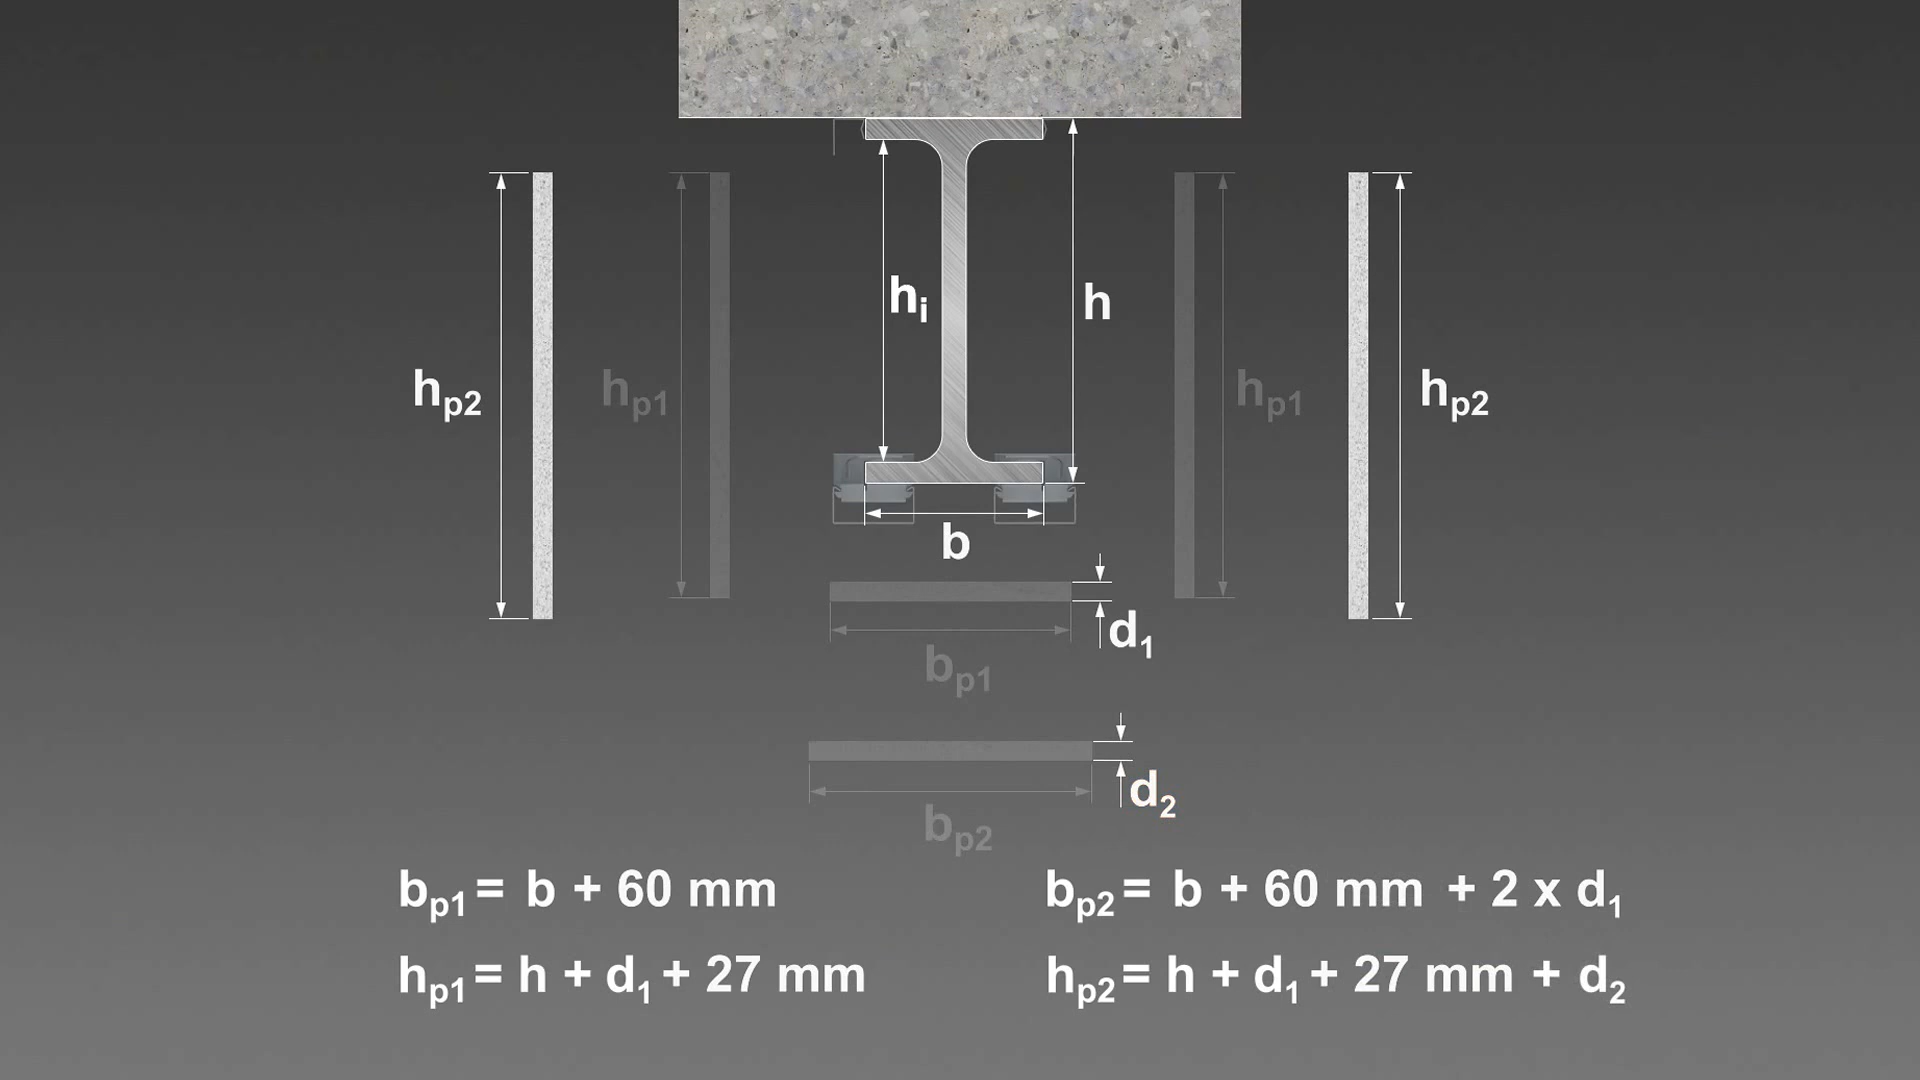 hᵢ
h
hₚ₂
hₚ₁
hₚ₁
hₚ₂
b
d₁
bₚ₁
d₂
bₚ₂
bₚ₁ = b + 60 mm
bₚ₂ = b + 60 mm + 2 x d₁
hₚ₁ = h + d₁ + 27 mm
hₚ₂ = h + d₁ + 27 mm + d₂